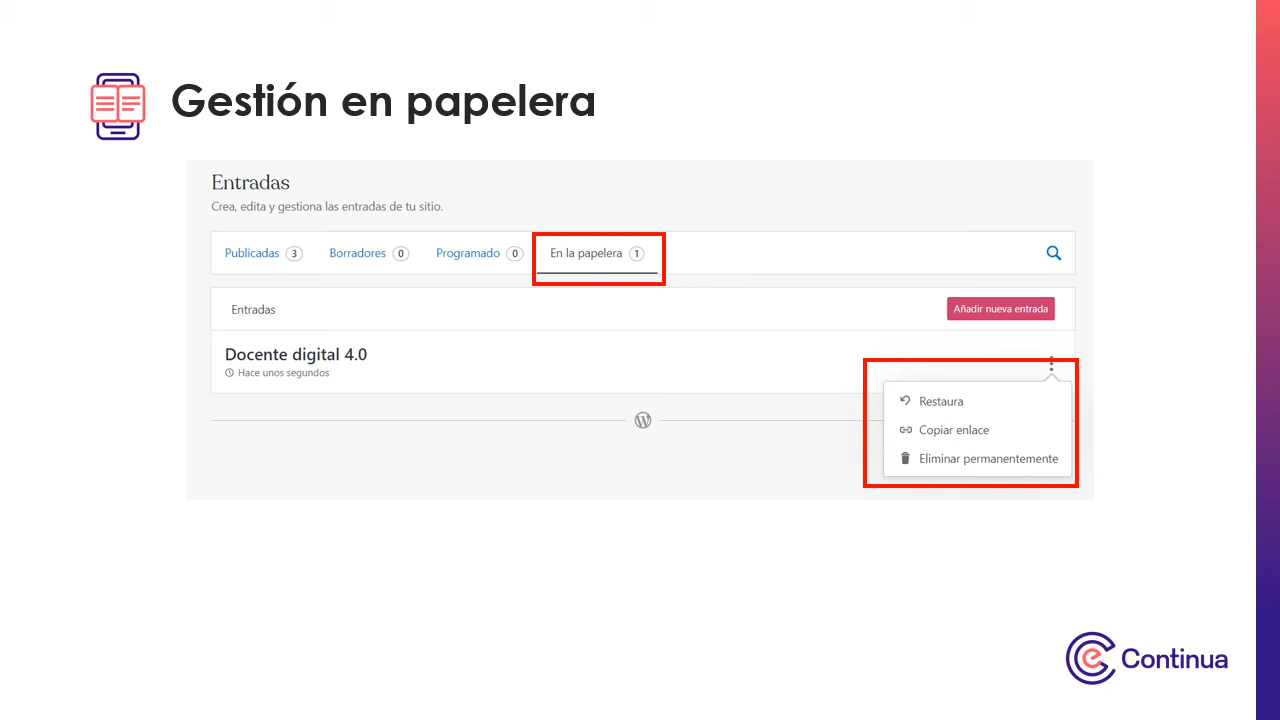 Gestión en papelera
Entradas
Crea, edita y gestiona las entradas de tu sitio.
Publicadas 3 Borradores 0 Programado 0 En la papelera 1
Entradas Añadir nueva entrada
Docente digital 4.0
Hace unos segundos
Restaura
Copiar enlace
Eliminar permanentemente
Continua